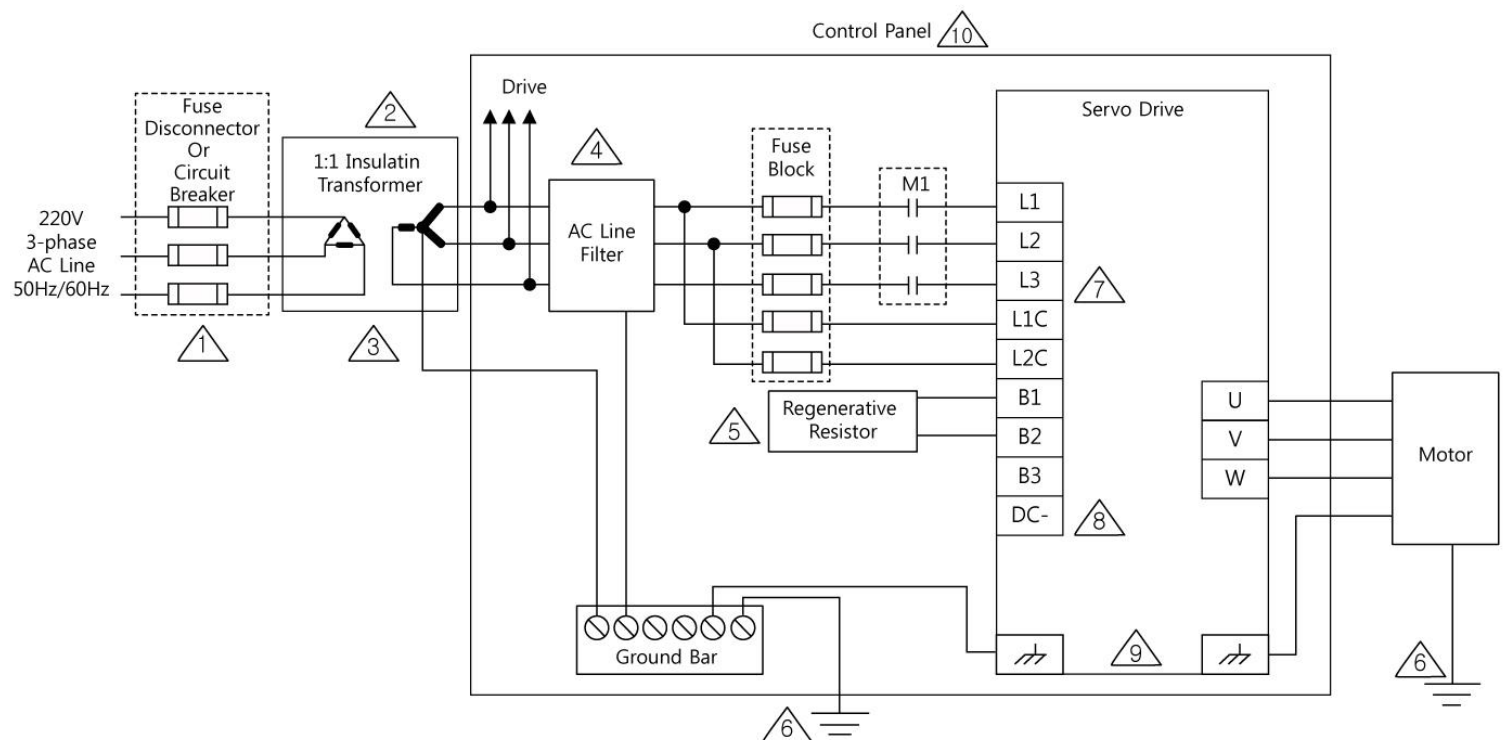 Control Panel 10
Fuse
Disconnector
Or
Circuit
Breaker
2
1:1 Insulatin
Transformer
Drive
4
AC Line
Filter
Fuse
Block
M1
Servo Drive
220V
3-phase
AC Line
50Hz/60Hz
1
3
L1
L2
L3
7
L1C
L2C
B1
B2
B3
DC-
8
5
Regenerative
Resistor
U
V
W
Motor
Ground Bar
9
6
6